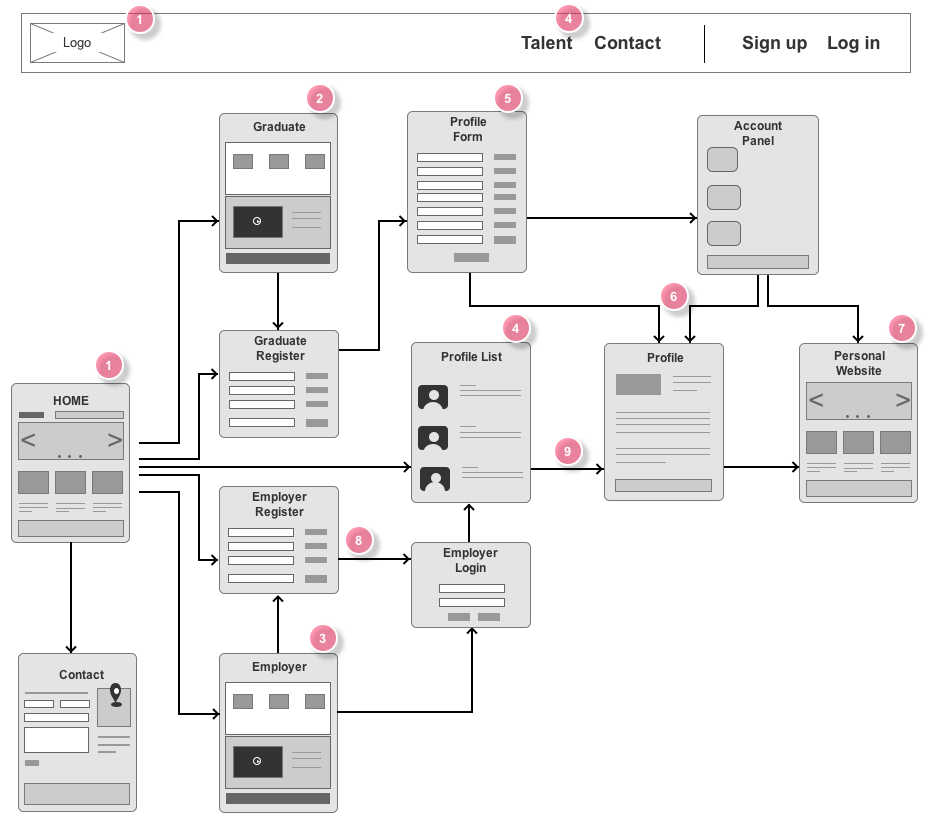 1
4
Logo
Talent
Contact
Sign up
Log in
2
5
Graduate
Profile
Form
Account
Panel
6
4
7
Graduate
Register
Profile List
Profile
Personal
Website
1
HOME
< >
< >
9
Employer
Register
8
Employer
Login
3
Contact
Employer